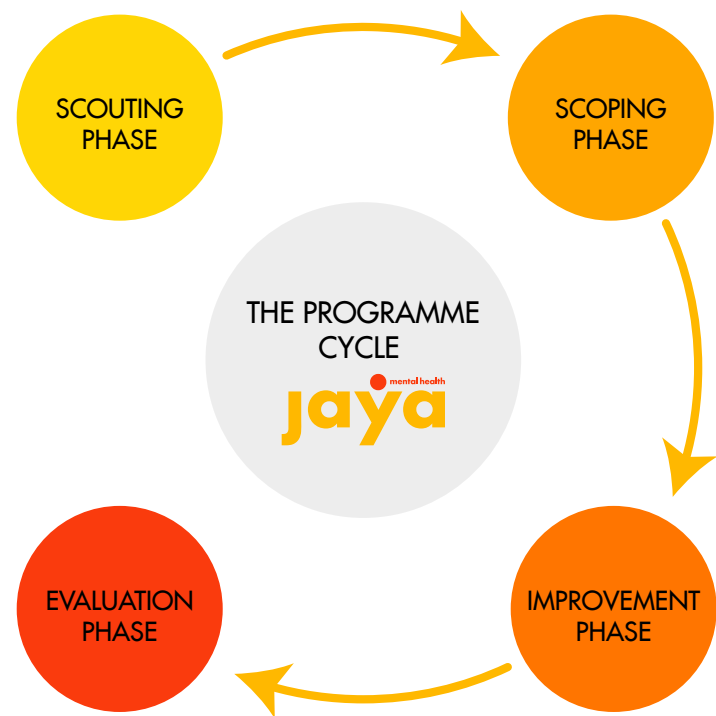 SCOUTING
PHASE
SCOPING
PHASE
THE PROGRAMME
CYCLE
mental health
jaya
EVALUATION
PHASE
IMPROVEMENT
PHASE